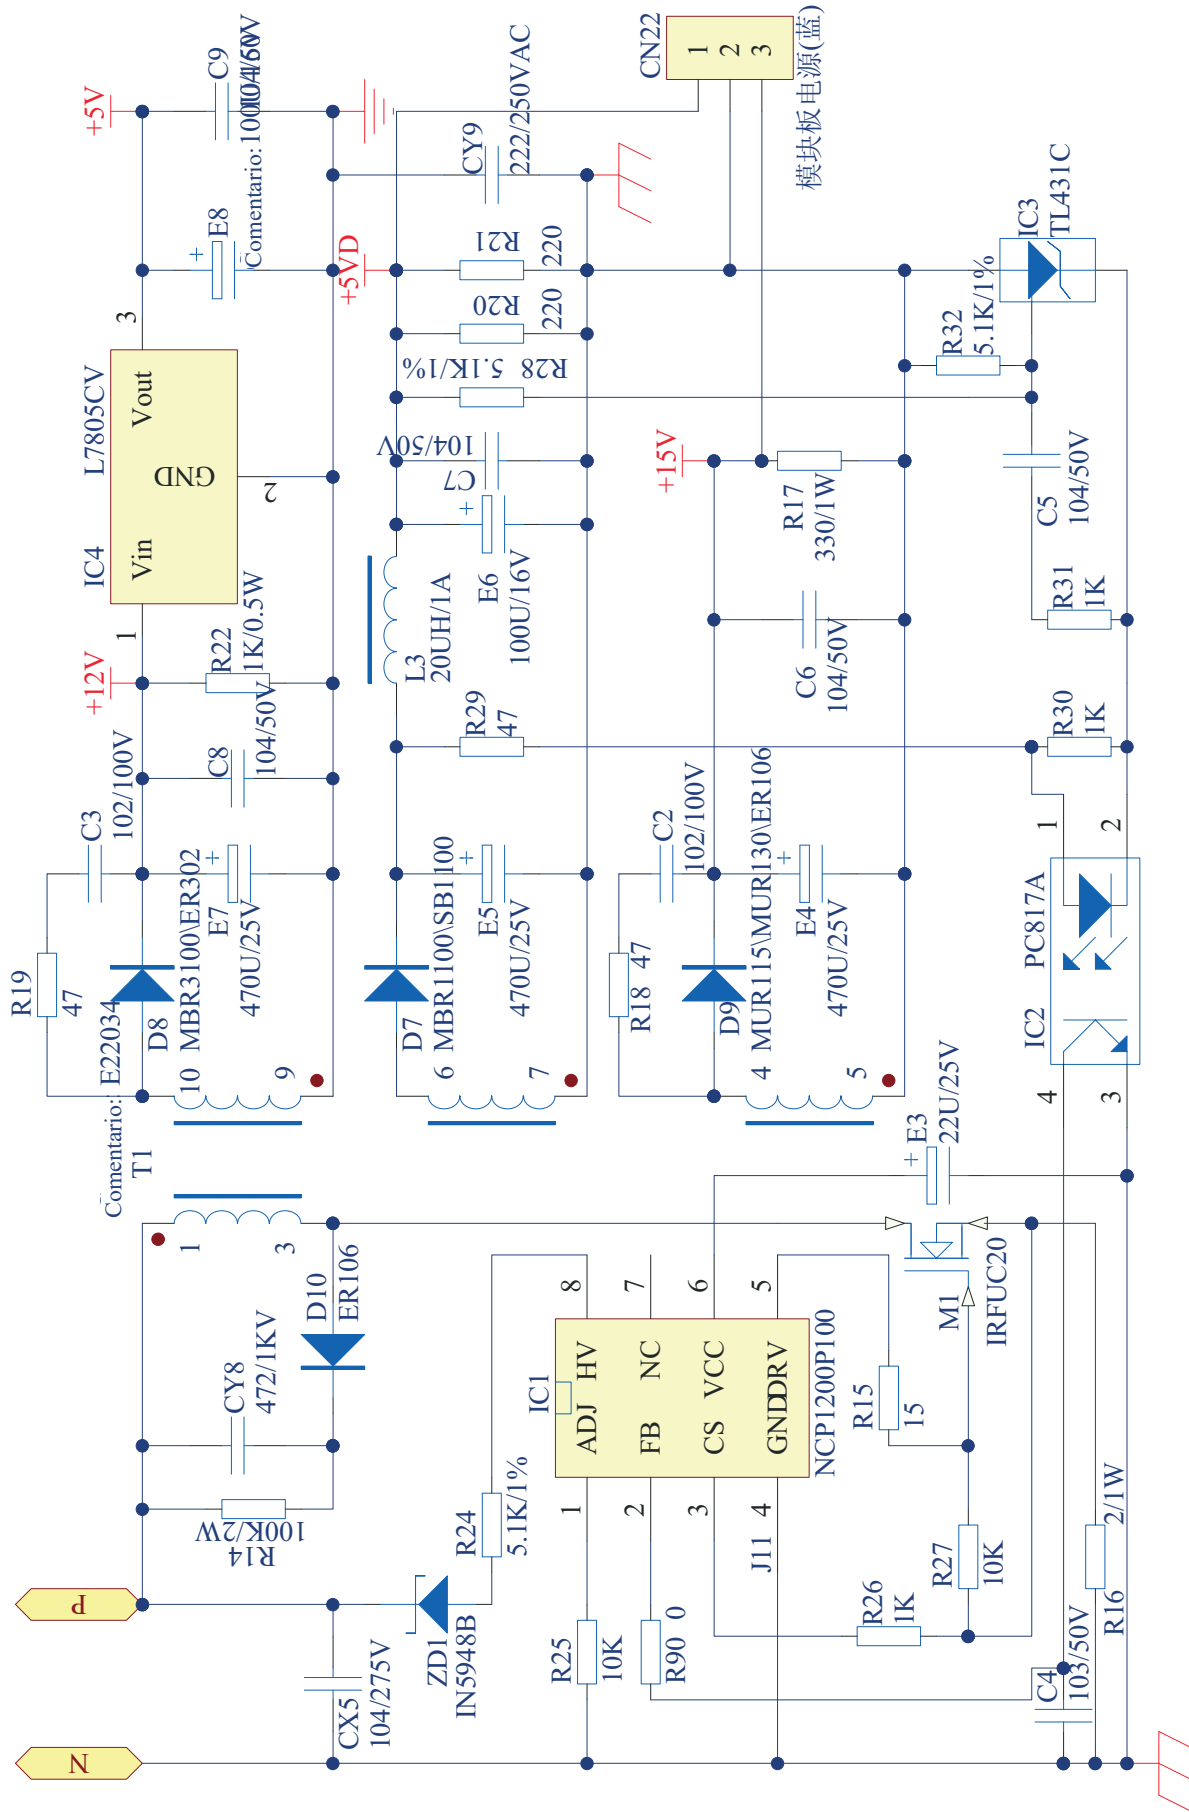 N
P
CX5
104/275V
R14
100K/2W
CY8
472/1KV
D10
ER106
1
3
T1
Comentario: E22034
R19
47
C3
102/100V
D8
MBR3100\ER302
10
9
E7
470U/25V
C8
104/50V
+12V
R22
1K/0.5W
IC4
L7805CV
Vin
Vout
GND
1
2
3
+5V
E8
C9
Comentario: 100U/16V
104/50V
ZD1
IN5948B
R24
5.1K/1%
D7
MBR1100\SB1100
6
7
E5
470U/25V
R29
47
L3
20UH/1A
E6
100U/16V
C7
104/50V
R28 5.1K/1%
R20
220
R21
220
+5VD
CY9
222/250VAC
CN22
1
2
3
模块板电源(蓝)
IC1
NCP1200P100
ADJ
HV
FB
NC
CS
VCC
GND
DRV
1
2
3
4
8
7
6
5
J11
R25
10K
R90 0
R26
1K
R27
10K
R15
15
M1
IRFUC20
R16
2/1W
C4
103/50V
E3
22U/25V
R18 47
C2
102/100V
D9
MUR115\MUR130\ER106
4
5
E4
470U/25V
C6
104/50V
+15V
R17
330/1W
IC2
PC817A
4
3
1
2
R30
1K
R31
1K
C5
104/50V
R32
5.1K/1%
IC3
TL431C